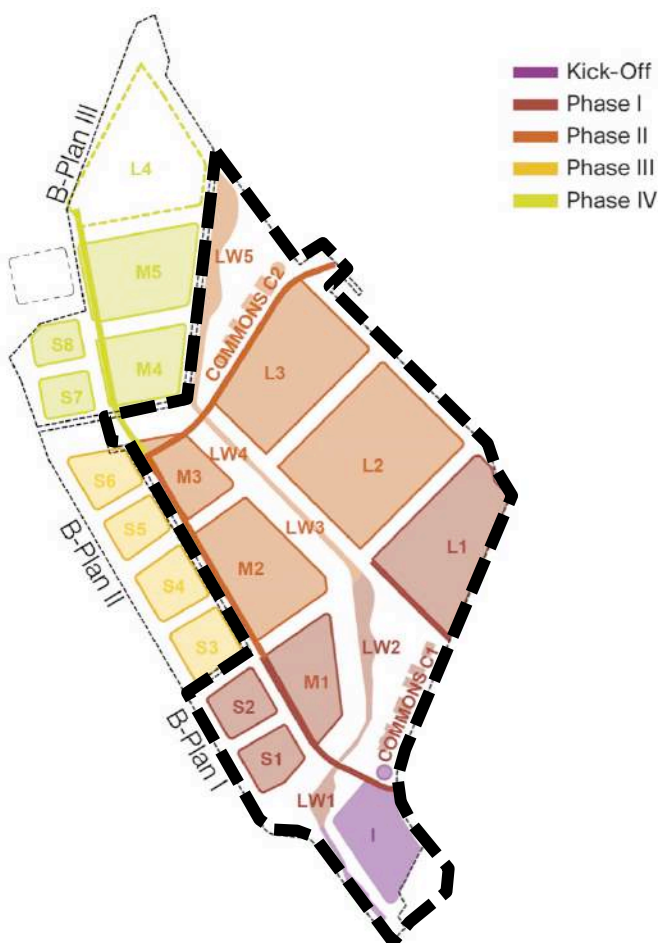 Kick-Off
Phase I
Phase II
Phase III
Phase IV
B-Plan III
L4
LW5
M5
COMMONS C2
S8
M4
L3
S7
LW4
L2
M3
S6
LW3
S5
L1
B-Plan II
M2
S4
S3
LW2
M1
COMMONS C1
S2
B-Plan I
S1
LW1
I